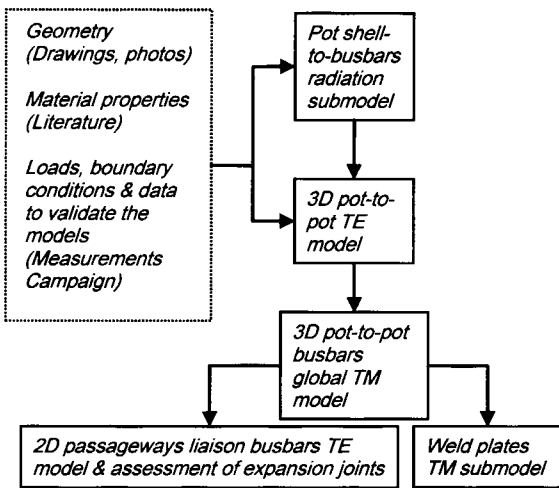 Geometry
(Drawings, photos)
Material properties
(Literature)
Loads, boundary
conditions & data
to validate the
models
(Measurements
Campaign)
Pot shell-
to-busbars
radiation
submodel
3D pot-to-
pot TE
model
3D pot-to-pot
busbars
global TM
model
2D passageways liaison busbars TE
model & assessment of expansion joints
Weld plates
TM submodel